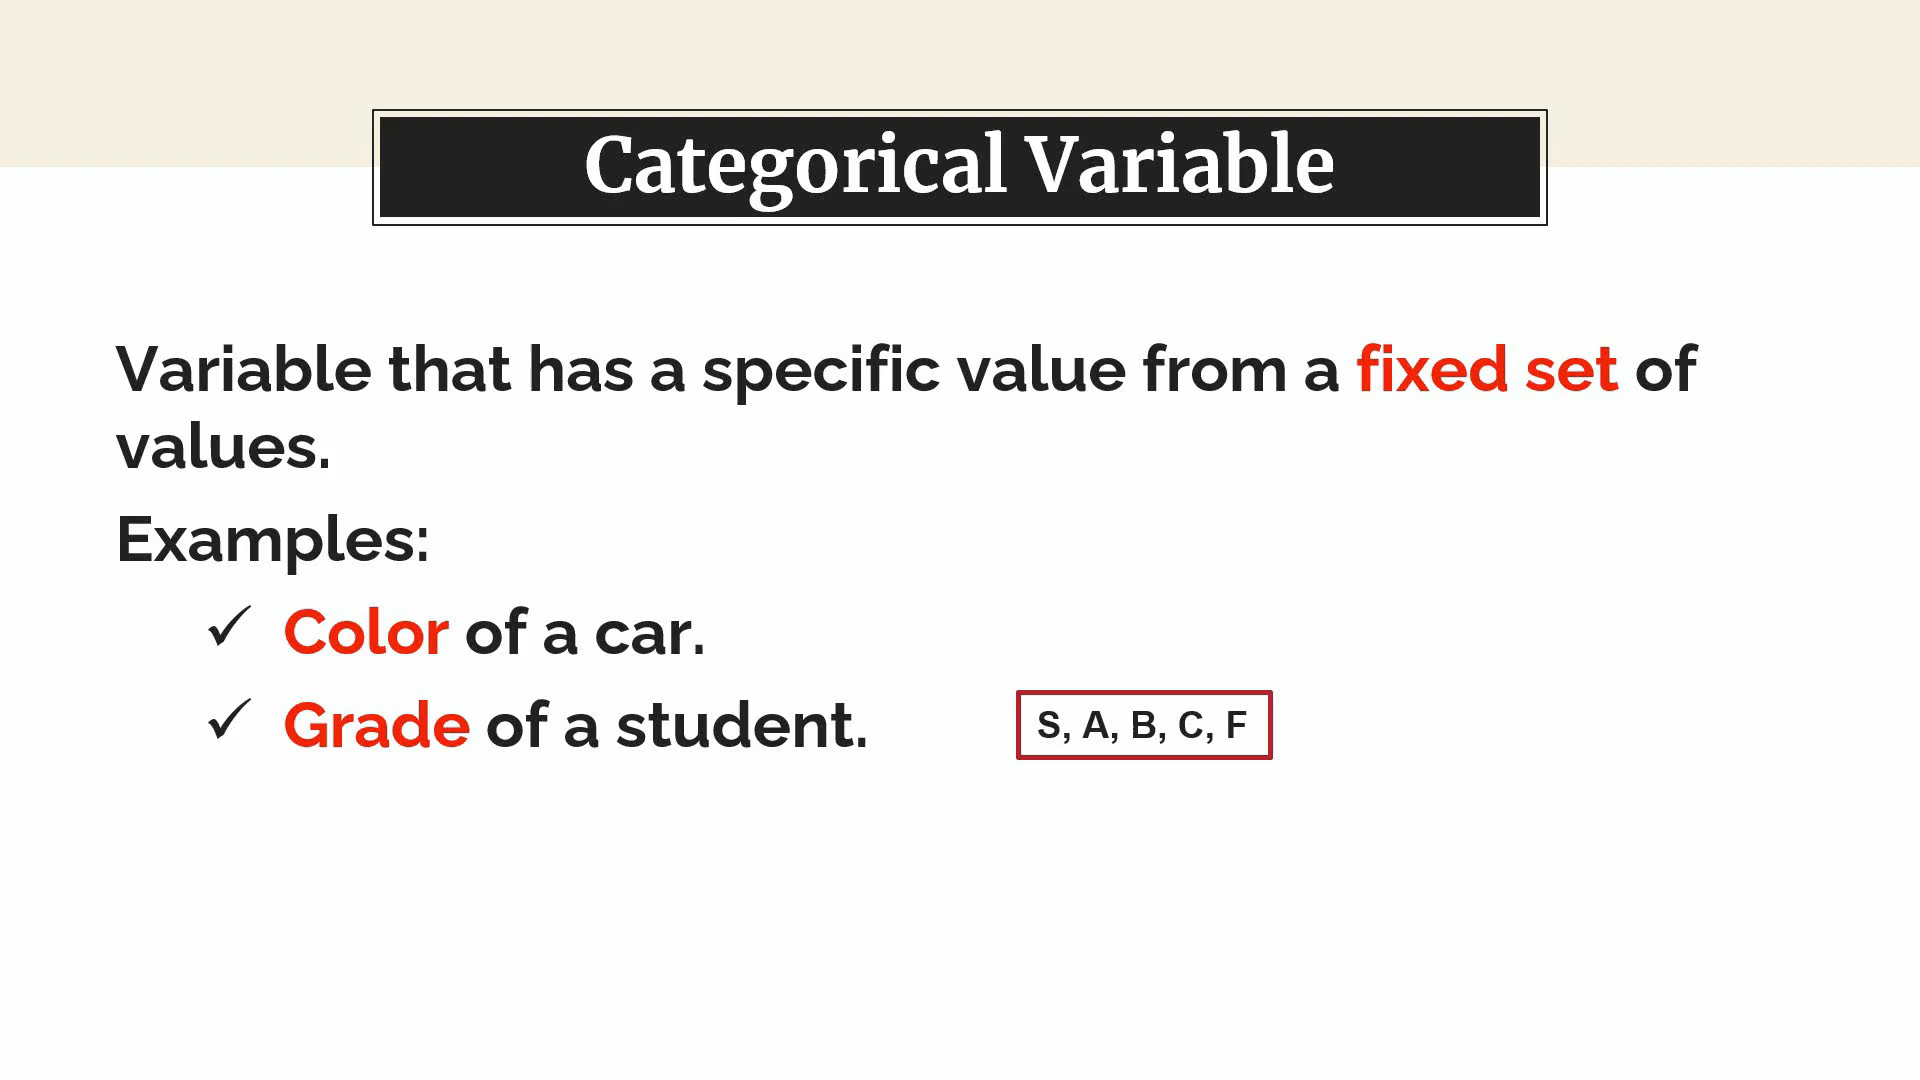 Categorical Variable
Variable that has a specific value from a fixed set of
values.
Examples:
✓ Color of a car.
✓ Grade of a student.
S, A, B, C, F